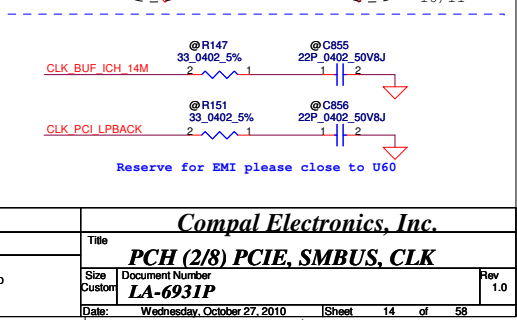 @ R147 @ C855
33_0402_5% 22P_0402_50V8J
CLK_BUF_ICH_14M 2 1 1 2
@ R151 @ C856
33_0402_5% 22P_0402_50V8J
CLK_PCI_LPBACK 2 1 1 2
Reserve for EMI please close to U60
Compal Electronics, Inc.
Title
PCH (2/8) PCIE, SMBUS, CLK
Size Document Number Rev
Custom LA-6931P 1.0
Date: Wednesday, October 27, 2010 Sheet 14 of 58